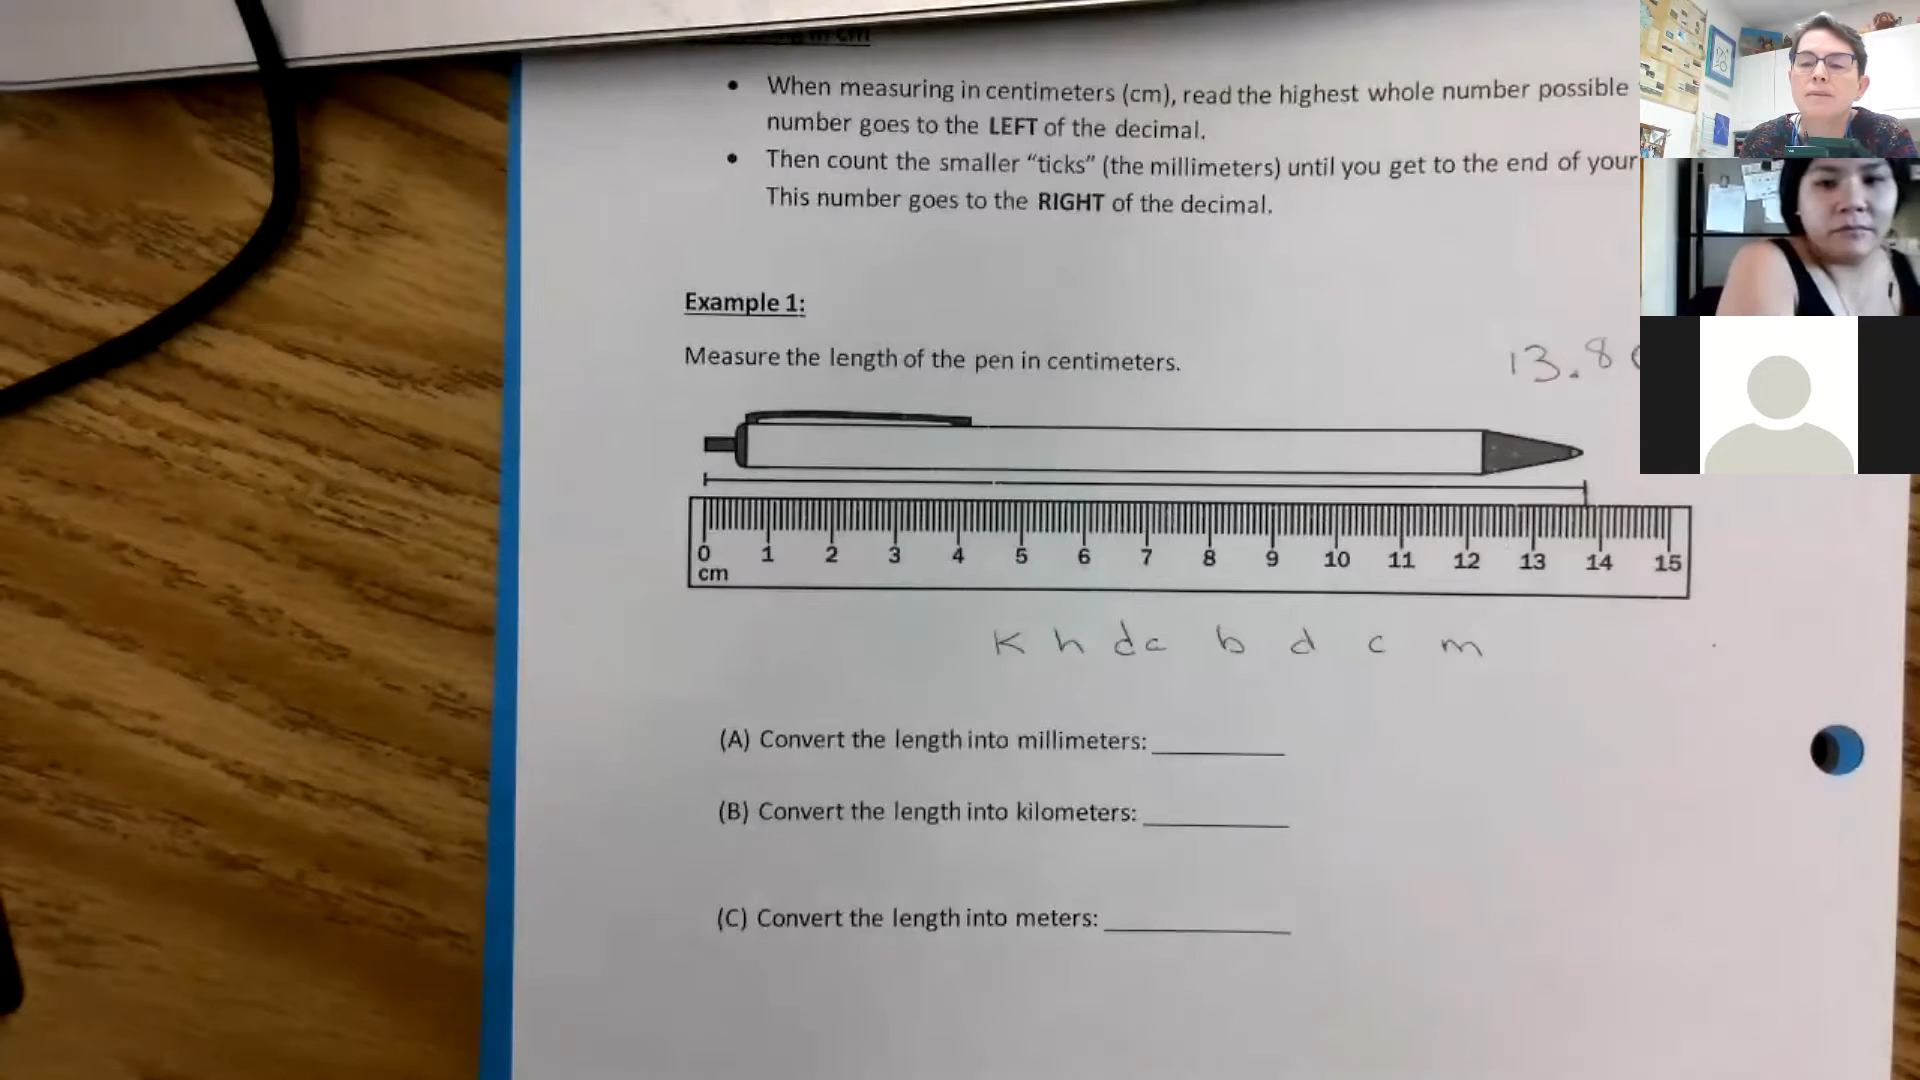 in cm
• When measuring in centimeters (cm), read the highest whole number possible
number goes to the LEFT of the decimal.
• Then count the smaller “ticks” (the millimeters) until you get to the end of your
This number goes to the RIGHT of the decimal.
Example 1:
Measure the length of the pen in centimeters.
13.8
0 1 2 3 4 5 6 7 8 9 10 11 12 13 14 15
cm
K h da b d c m
(A) Convert the length into millimeters:
(B) Convert the length into kilometers:
(C) Convert the length into meters: